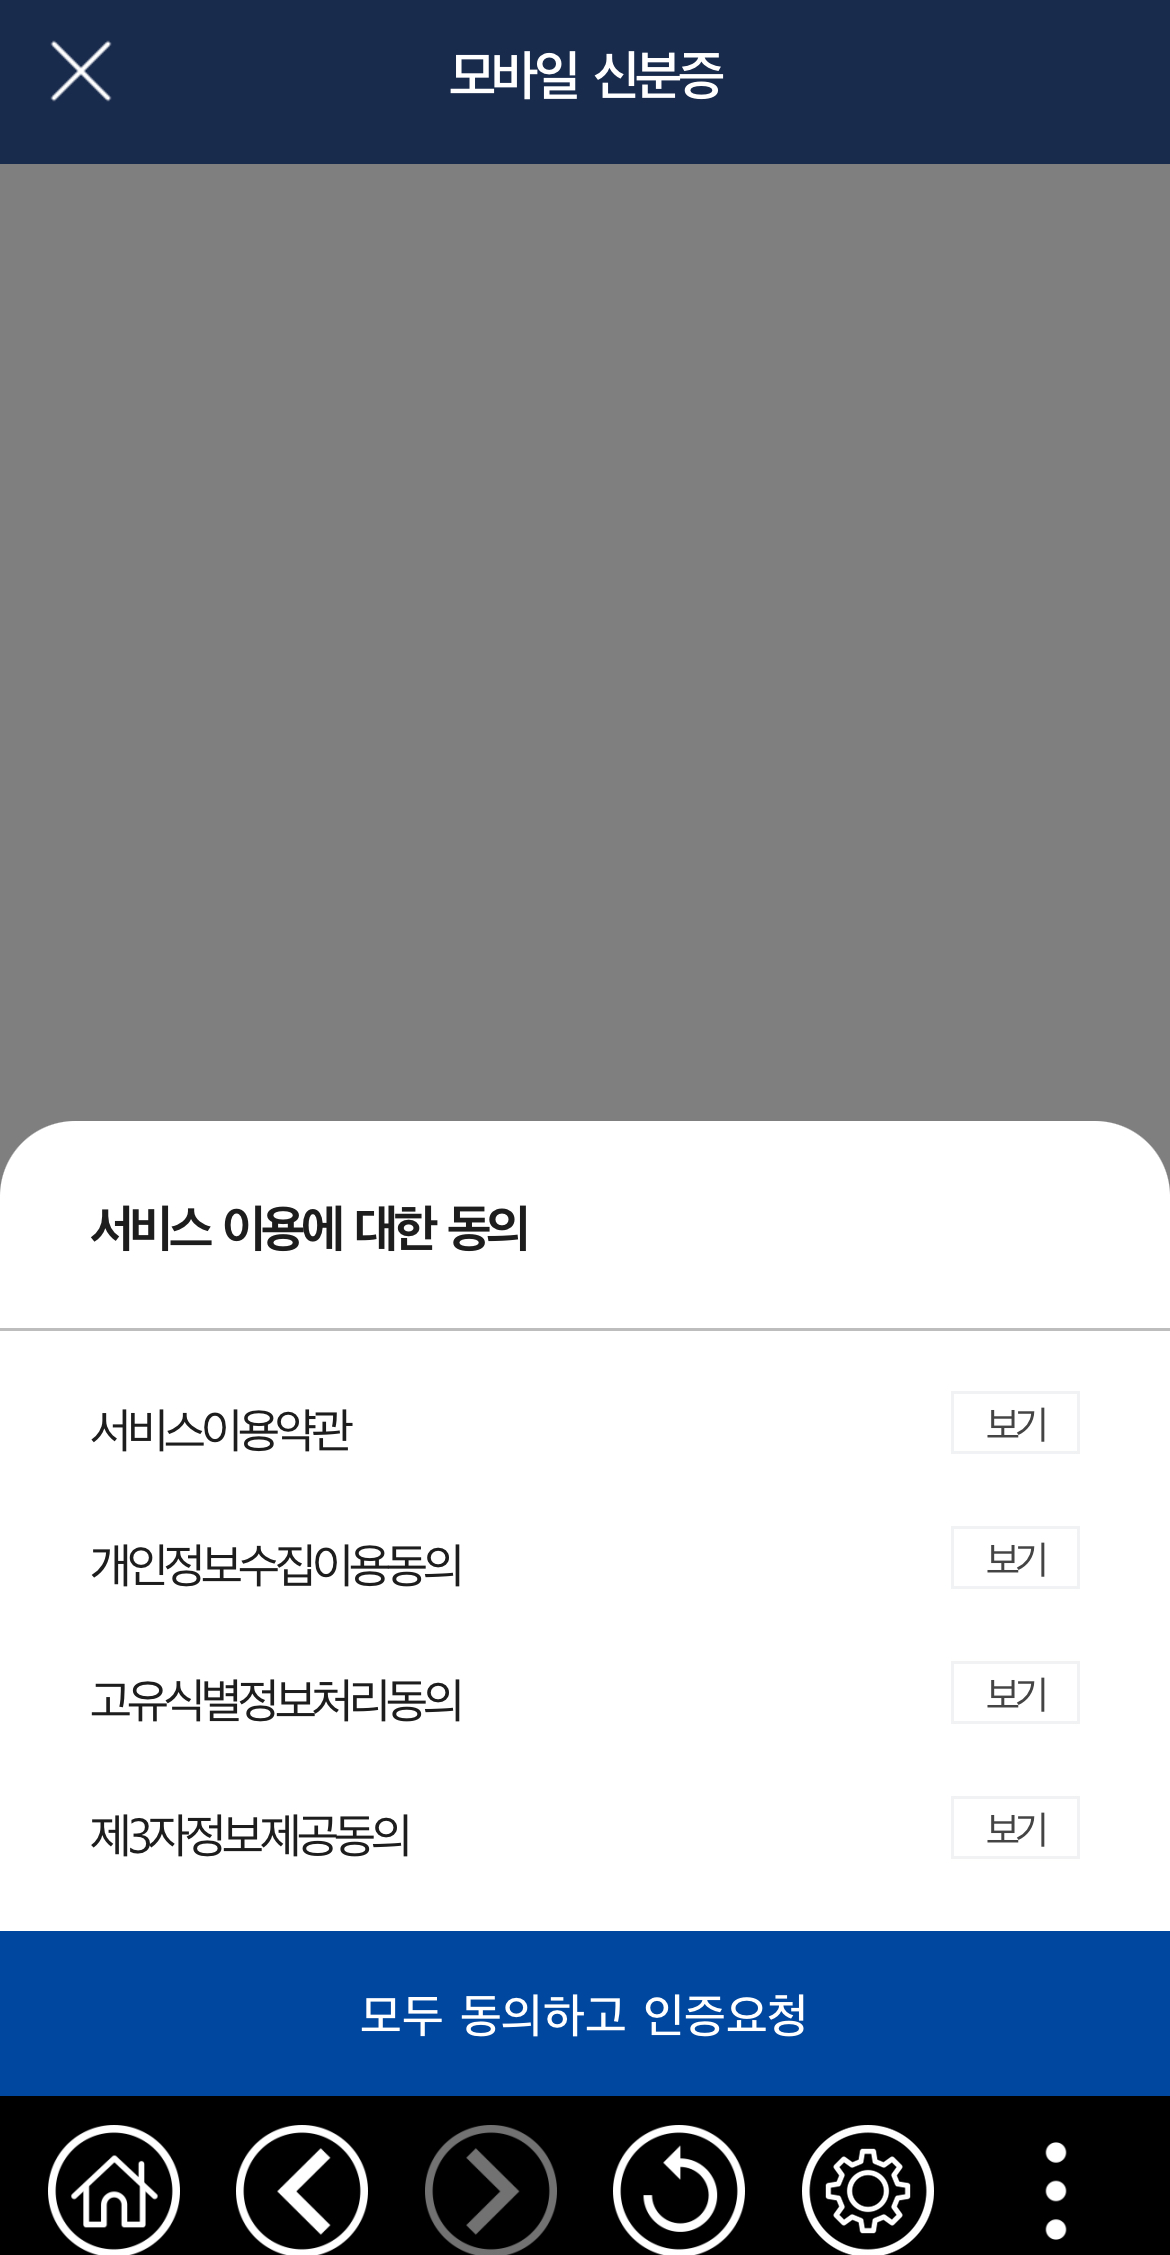 모바일 신분증
서비스 이용에 대한 동의
서비스이용약관 보기
개인정보수집이용동의 보기
고유식별정보처리동의 보기
제3자정보제공동의 보기
모두 동의하고 인증요청